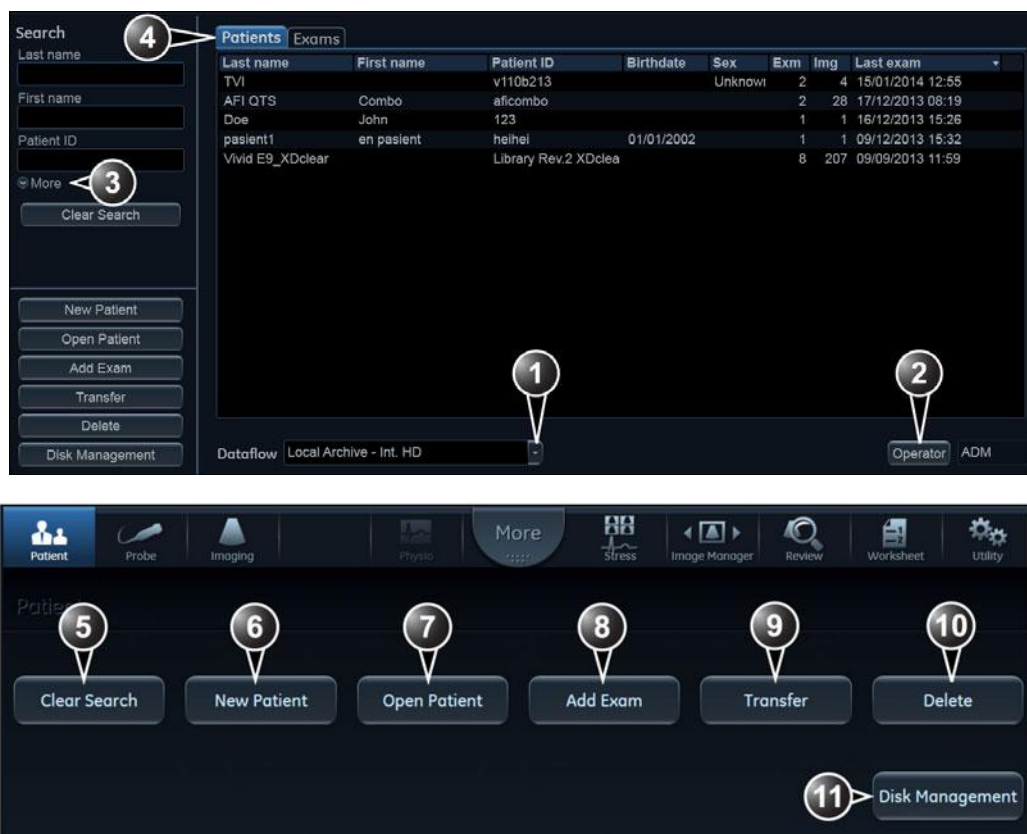 Search
Last name
First name
Patient ID
More
Clear Search
New Patient
Open Patient
Add Exam
Transfer
Delete
Disk Management
4
3
Patients Exams
Last name First name Patient ID Birthdate Sex Exm Img Last exam
TVI v110b213 Unknowı 2 4 15/01/2014 12:55
AFI QTS Combo aficombo 2 28 17/12/2013 08:19
Doe John 123 1 1 16/12/2013 15:26
pasient1 en pasient heihei 01/01/2002 1 1 09/12/2013 15:32
Vivid E9_XDclear Library Rev.2 XDclea 8 207 09/09/2013 11:59
1 2
Dataflow Local Archive - Int. HD Operator ADM
Patient Probe Imaging Physio More Stress Image Manager Review Worksheet Utility
Patient
5 6 7 8 9 10
Clear Search New Patient Open Patient Add Exam Transfer Delete
11 Disk Management